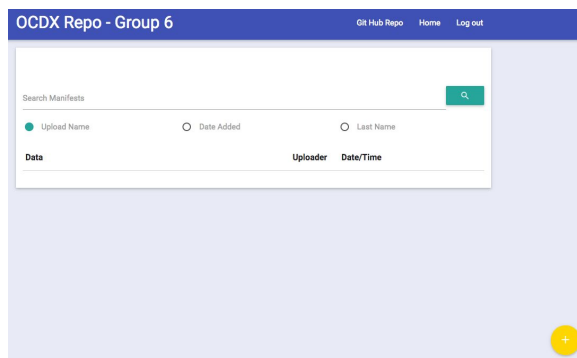 OCDX Repo - Group 6 Git Hub Repo Home Log out
Search Manifests
Upload Name Date Added Last Name
Data Uploader Date/Time
+